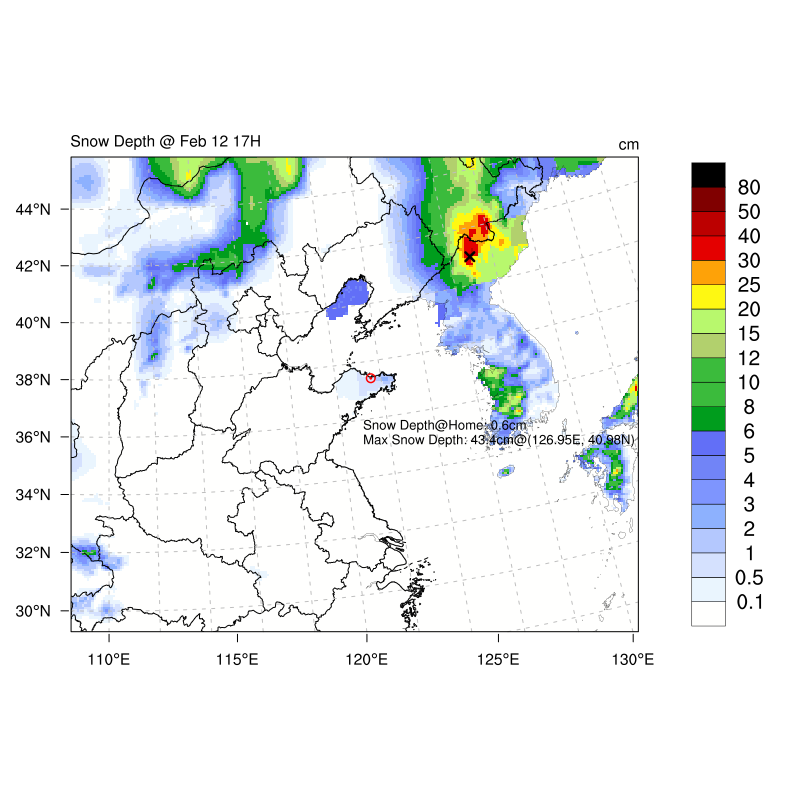 Snow Depth @ Feb 12 17H
cm
44°N
42°N
40°N
38°N
36°N
34°N
32°N
30°N
110°E
115°E
120°E
125°E
130°E
Snow Depth@Home: 0.6cm
Max Snow Depth: 43.4cm@(126.95E, 40.98N)
80
50
40
30
25
20
15
12
10
8
6
5
4
3
2
1
0.5
0.1